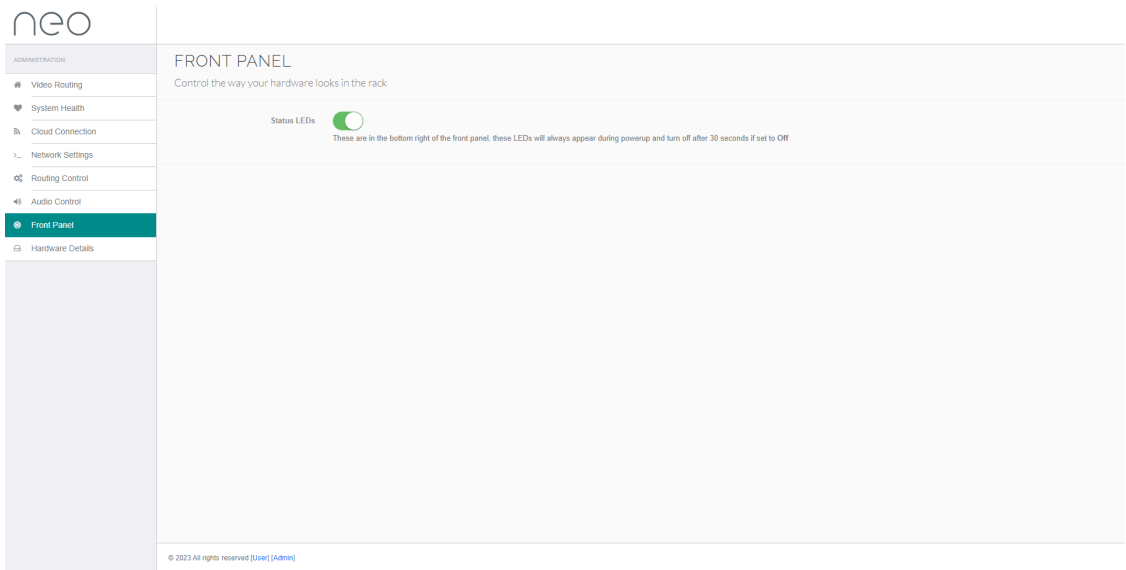 neo
ADMINISTRATION
Video Routing
System Health
Cloud Connection
Network Settings
Routing Control
Audio Control
Front Panel
Hardware Details
FRONT PANEL
Control the way your hardware looks in the rack
Status LEDs
These are in the bottom right of the front panel, these LEDs will always appear during powerup and turn off after 30 seconds if set to Off
© 2023 All rights reserved [User] [Admin]